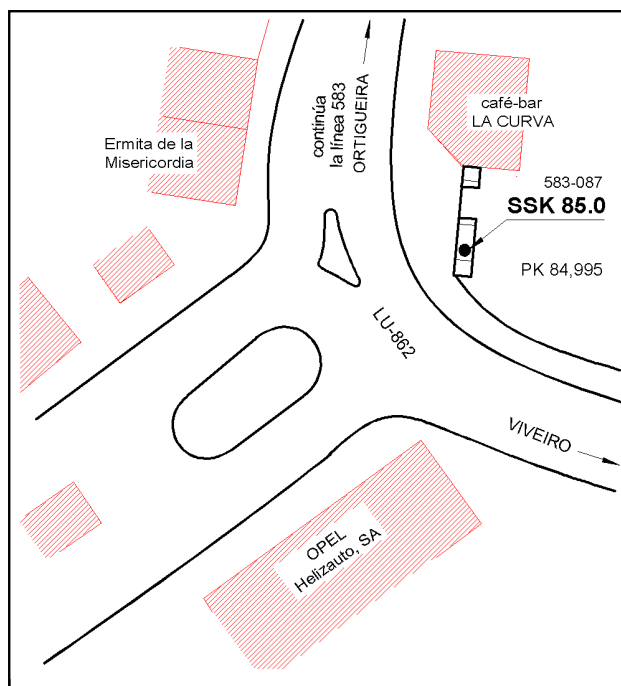 continúa
la línea 583
ORTIGUEIRA
café-bar
LA CURVA
Ermita de la
Misericordia
583-087
SSK 85.0
PK 84,995
LU-862
VIVEIRO
OPEL
Helizauto, SA